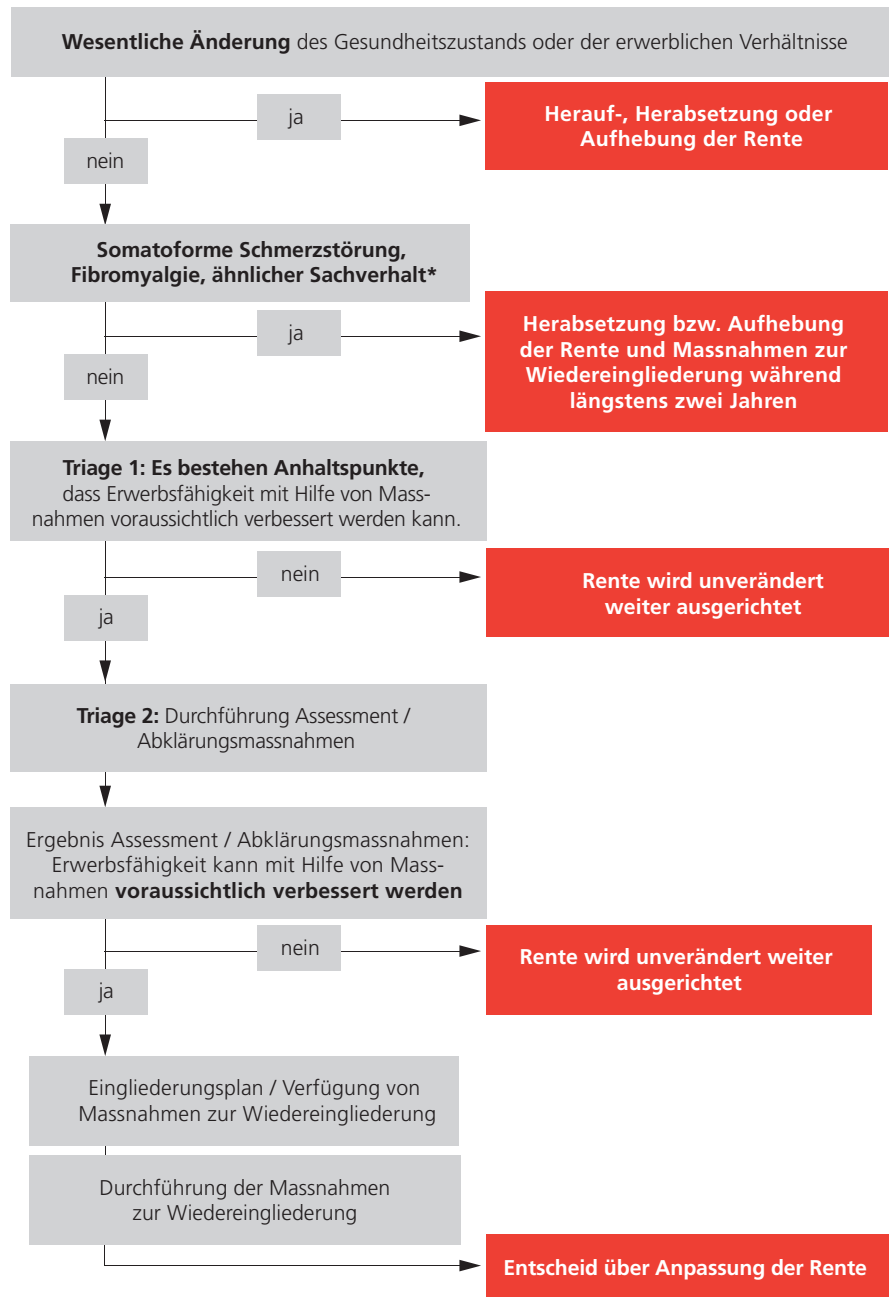 Wesentliche Änderung des Gesundheitszustands oder der erwerblichen Verhältnisse
ja
Herauf-, Herabsetzung oder
Aufhebung der Rente
nein
Somatoforme Schmerzstörung,
Fibromyalgie, ähnlicher Sachverhalt*
ja
Herabsetzung bzw. Aufhebung
der Rente und Massnahmen zur
Wiedereingliederung während
längstens zwei Jahren
nein
Triage 1: Es bestehen Anhaltspunkte,
dass Erwerbsfähigkeit mit Hilfe von Mass-
nahmen voraussichtlich verbessert werden kann.
nein
Rente wird unverändert
weiter ausgerichtet
ja
Triage 2: Durchführung Assessment /
Abklärungsmassnahmen
Ergebnis Assessment / Abklärungsmassnahmen:
Erwerbsfähigkeit kann mit Hilfe von Mass-
nahmen voraussichtlich verbessert werden
nein
Rente wird unverändert weiter
ausgerichtet
ja
Eingliederungsplan / Verfügung von
Massnahmen zur Wiedereingliederung
Durchführung der Massnahmen
zur Wiedereingliederung
Entscheid über Anpassung der Rente